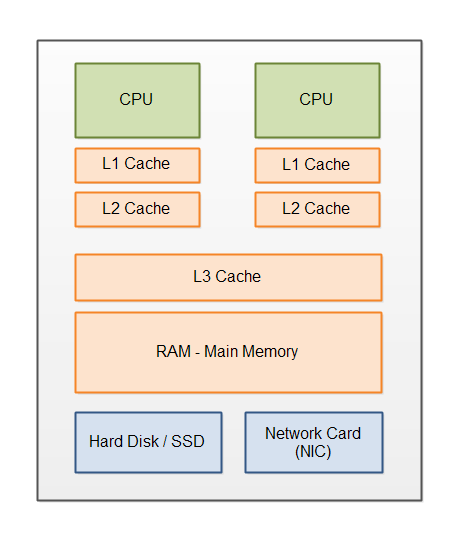 CPU
CPU
L1 Cache
L1 Cache
L2 Cache
L2 Cache
L3 Cache
RAM - Main Memory
Hard Disk / SSD
Network Card
(NIC)